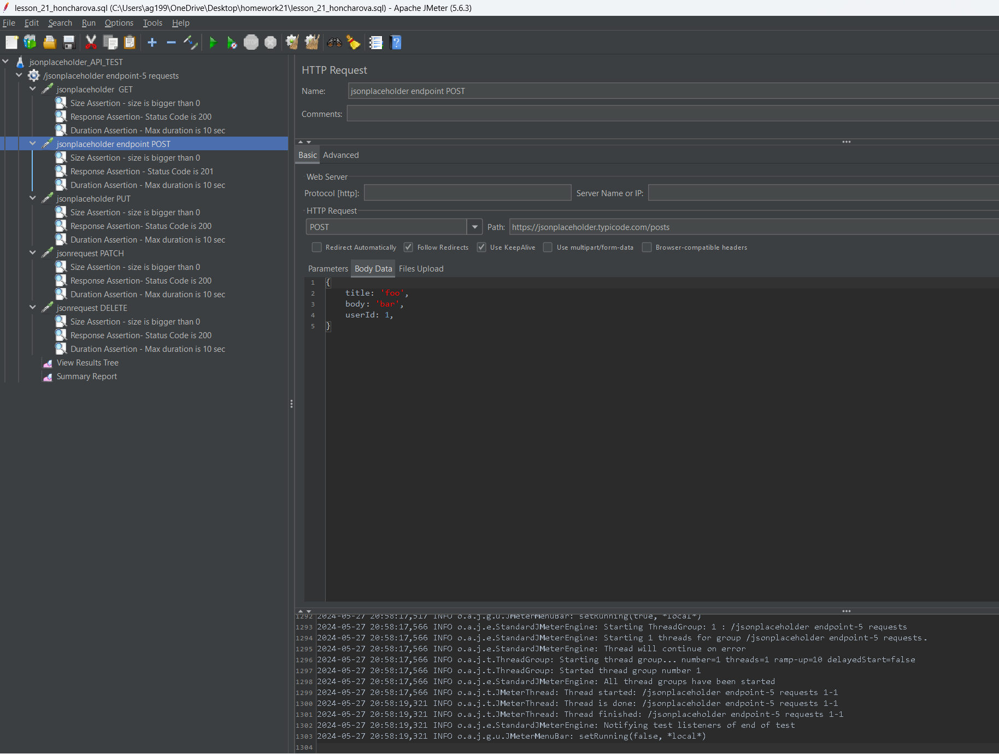 lesson_21_honcharova.sql (C:\Users\ag199\OneDrive\Desktop\homework21\lesson_21_honcharova.sql) - Apache JMeter (5.6.3)
File Edit Search Run Options Tools Help
STOP
jsonplaceholder_API_TEST
/jsonplaceholder endpoint-5 requests
jsonplaceholder  GET
Size Assertion - size is bigger than 0
Response Assertion- Status Code is 200
Duration Assertion - Max duration is 10 sec
jsonplaceholder endpoint POST
Size Assertion - size is bigger than 0
Response Assertion - Status Code is 201
Duration Assertion - Max duration is 10 sec
jsonplaceholder PUT
Size Assertion - size is bigger than 0
Response Assertion- Status Code is 200
Duration Assertion - Max duration is 10 sec
jsonrequest PATCH
Size Assertion - size is bigger than 0
Response Assertion- Status Code is 200
Duration Assertion - Max duration is 10 sec
jsonrequest DELETE
Size Assertion - size is bigger than 0
Response Assertion- Status Code is 200
Duration Assertion - Max duration is 10 sec
View Results Tree
Summary Report
HTTP Request
Name: jsonplaceholder endpoint POST
Comments:
Basic Advanced
Web Server
Protocol [http]: Server Name or IP:
HTTP Request
POST Path: https://jsonplaceholder.typicode.com/posts
Redirect Automatically Follow Redirects Use KeepAlive Use multipart/form-data Browser-compatible headers
Parameters Body Data Files Upload
1 {
2     title: 'foo',
3     body: 'bar',
4     userId: 1,
5 }
1292 2024-05-27 20:58:17,517 INFO o.a.j.g.u.JMeterMenuBar: setRunning(true, *local*)
1293 2024-05-27 20:58:17,566 INFO o.a.j.e.StandardJMeterEngine: Starting ThreadGroup: 1 : /jsonplaceholder endpoint-5 requests
1294 2024-05-27 20:58:17,566 INFO o.a.j.e.StandardJMeterEngine: Starting 1 threads for group /jsonplaceholder endpoint-5 requests.
1295 2024-05-27 20:58:17,566 INFO o.a.j.e.StandardJMeterEngine: Thread will continue on error
1296 2024-05-27 20:58:17,566 INFO o.a.j.t.ThreadGroup: Starting thread group... number=1 threads=1 ramp-up=10 delayedStart=false
1297 2024-05-27 20:58:17,566 INFO o.a.j.t.ThreadGroup: Started thread group number 1
1298 2024-05-27 20:58:17,566 INFO o.a.j.e.StandardJMeterEngine: All thread groups have been started
1299 2024-05-27 20:58:17,566 INFO o.a.j.t.JMeterThread: Thread started: /jsonplaceholder endpoint-5 requests 1-1
1300 2024-05-27 20:58:19,321 INFO o.a.j.t.JMeterThread: Thread is done: /jsonplaceholder endpoint-5 requests 1-1
1301 2024-05-27 20:58:19,321 INFO o.a.j.t.JMeterThread: Thread finished: /jsonplaceholder endpoint-5 requests 1-1
1302 2024-05-27 20:58:19,321 INFO o.a.j.e.StandardJMeterEngine: Notifying test listeners of end of test
1303 2024-05-27 20:58:19,321 INFO o.a.j.g.u.JMeterMenuBar: setRunning(false, *local*)
1304